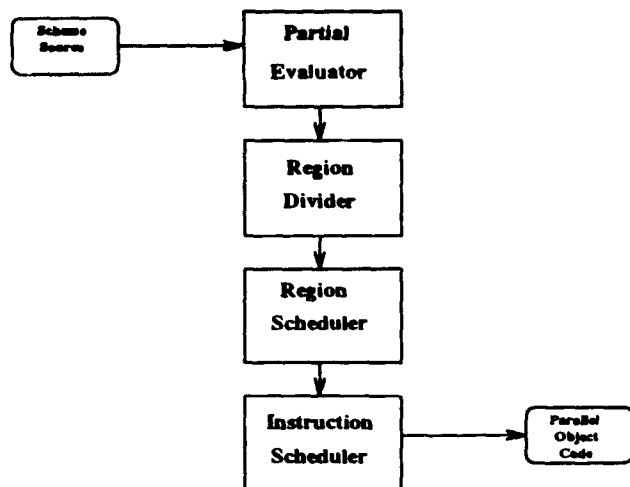 Scheme
Source
Partial
Evaluator
Region
Divider
Region
Scheduler
Instruction
Scheduler
Parallel
Object
Code